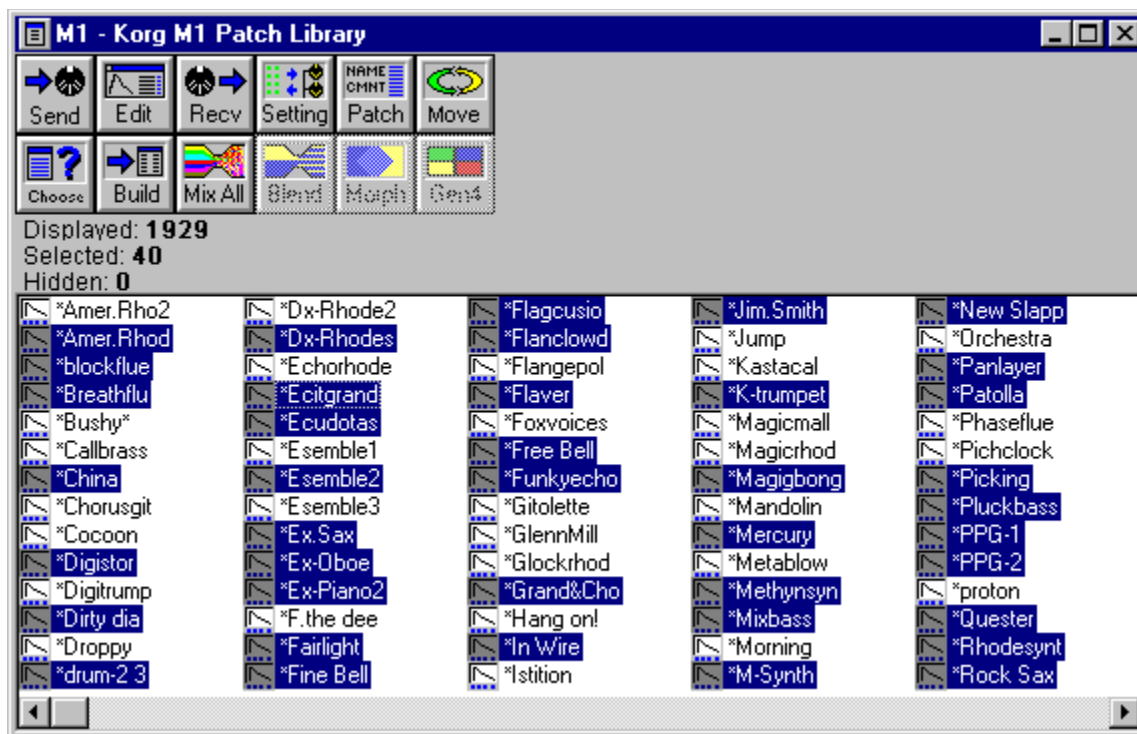 M1 - Korg M1 Patch Library
Send Edit Recv Setting NAME CMNT Patch Move
Choose Build Mix All Blend Morph Gen4
Displayed: 1929
Selected: 40
Hidden: 0
*Amer.Rho2 *Dx-Rhode2 *Flagcusio *Jim.Smith *New Slapp
*Amer.Rhod *Dx-Rhodes *Flanclowd *Jump *Orchestra
*blockflue *Echorhode *Flangepol *Kastacal *Panlayer
*Breathflu *Ecitgrand *Flaver *K-trumpet *Patolla
*Bushy* *Ecudotas *Foxvoices *Magicmall *Phaseflue
*Callbrass *Esemble1 *Free Bell *Magicrhod *Pichclock
*China *Esemble2 *Funkyecho *Magigbong *Picking
*Chorusgit *Esemble3 *Gitolette *Mandolin *Pluckbass
*Cocoon *Ex.Sax *GlennMill *Mercury *PPG-1
*Digistor *Ex-Oboe *Glockrhod *Metablow *PPG-2
*Digitrump *Ex-Piano2 *Grand&Cho *Methynsyn *proton
*Dirty dia *F.the dee *Hang on! *Mixbass *Quester
*Droppy *Fairlight *In Wire *Morning *Rhodesynt
*drum-2 3 *Fine Bell *Istition *M-Synth *Rock Sax